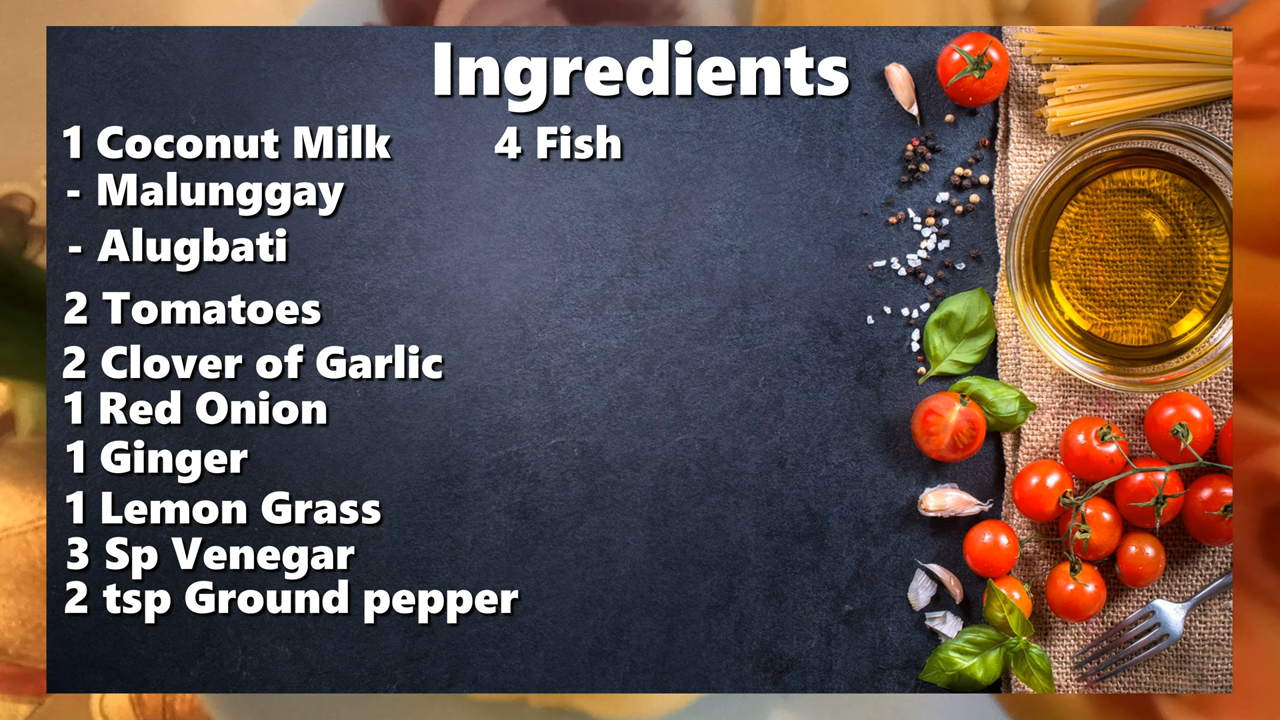 Ingredients
1 Coconut Milk
- Malunggay
- Alugbati
2 Tomatoes
2 Clover of Garlic
1 Red Onion
1 Ginger
1 Lemon Grass
3 Sp Venegar
2 tsp Ground pepper
4 Fish